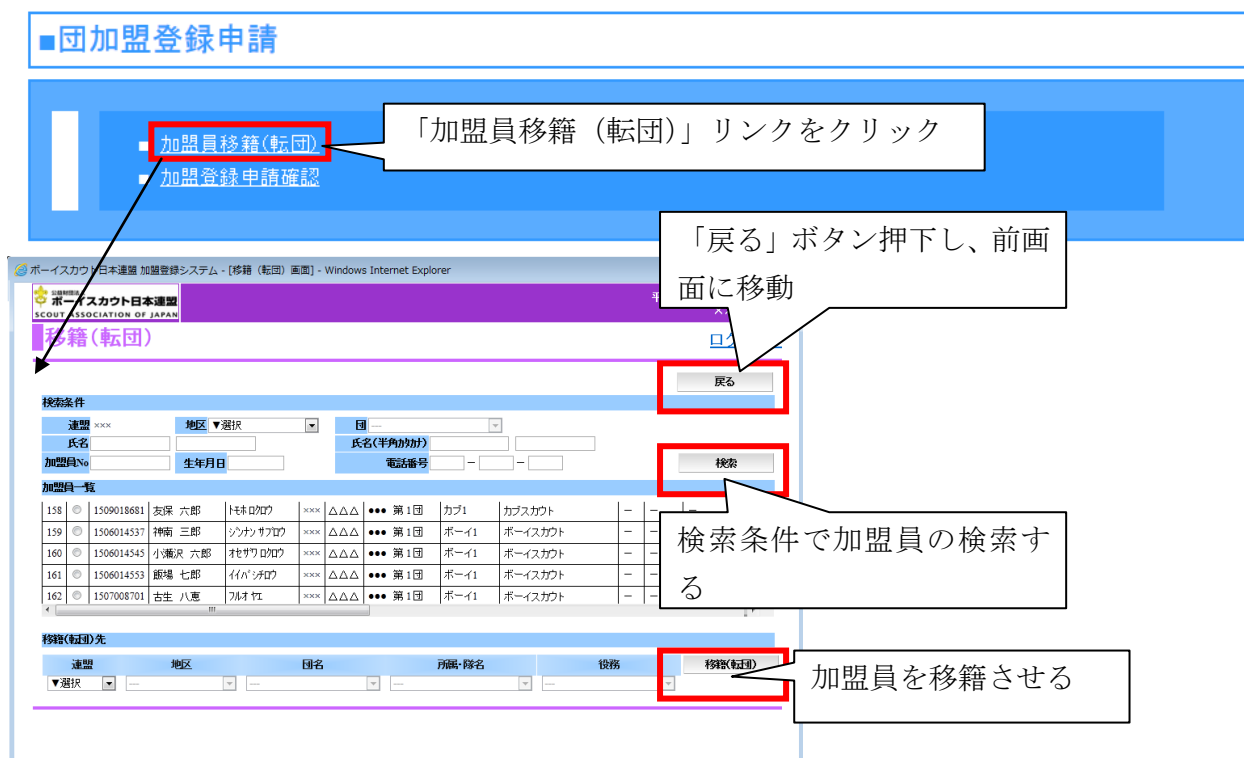 ■団加盟登録申請
■ 加盟員移籍(転団)
「加盟員移籍（転団）」リンクをクリック
■ 加盟登録申請確認
「戻る」ボタン押下し、前画
面に移動
ボーイスカウト日本連盟 加盟登録システム - [移籍（転団）画面] - Windows Internet Explorer
公益財団法人
ボーイスカウト日本連盟
SCOUT ASSOCIATION OF JAPAN
移籍(転団)
戻る
検索条件
連盟 ××× 地区 ▼選択 団 ---
氏名 氏名(半角ｶﾀｶﾅ)
加盟員No 生年月日 電話番号 － － 検索
加盟員一覧
158 1509018681 友保 六郎 ﾄﾓﾎ ﾛｸﾛｳ ××× △△△ ●●● 第1団 カブ1 カブスカウト － － －
159 1506014537 神南 三郎 ｼﾝﾅﾝ ｻﾌﾞﾛｳ ××× △△△ ●●● 第1団 ボーイ1 ボーイスカウト － －
160 1506014545 小瀬沢 六郎 ｵｾｻﾞﾜ ﾛｸﾛｳ ××× △△△ ●●● 第1団 ボーイ1 ボーイスカウト － －
161 1506014553 飯場 七郎 ｲｲﾊﾞ ｼﾁﾛｳ ××× △△△ ●●● 第1団 ボーイ1 ボーイスカウト － －
162 1507008701 古生 八恵 ﾌﾙｵ ﾔｴ ××× △△△ ●●● 第1団 ボーイ1 ボーイスカウト － －
検索条件で加盟員の検索す
る
移籍(転団)先
連盟 地区 団名 所属・隊名 役務 移籍(転団)
▼選択 --- --- --- ---
加盟員を移籍させる